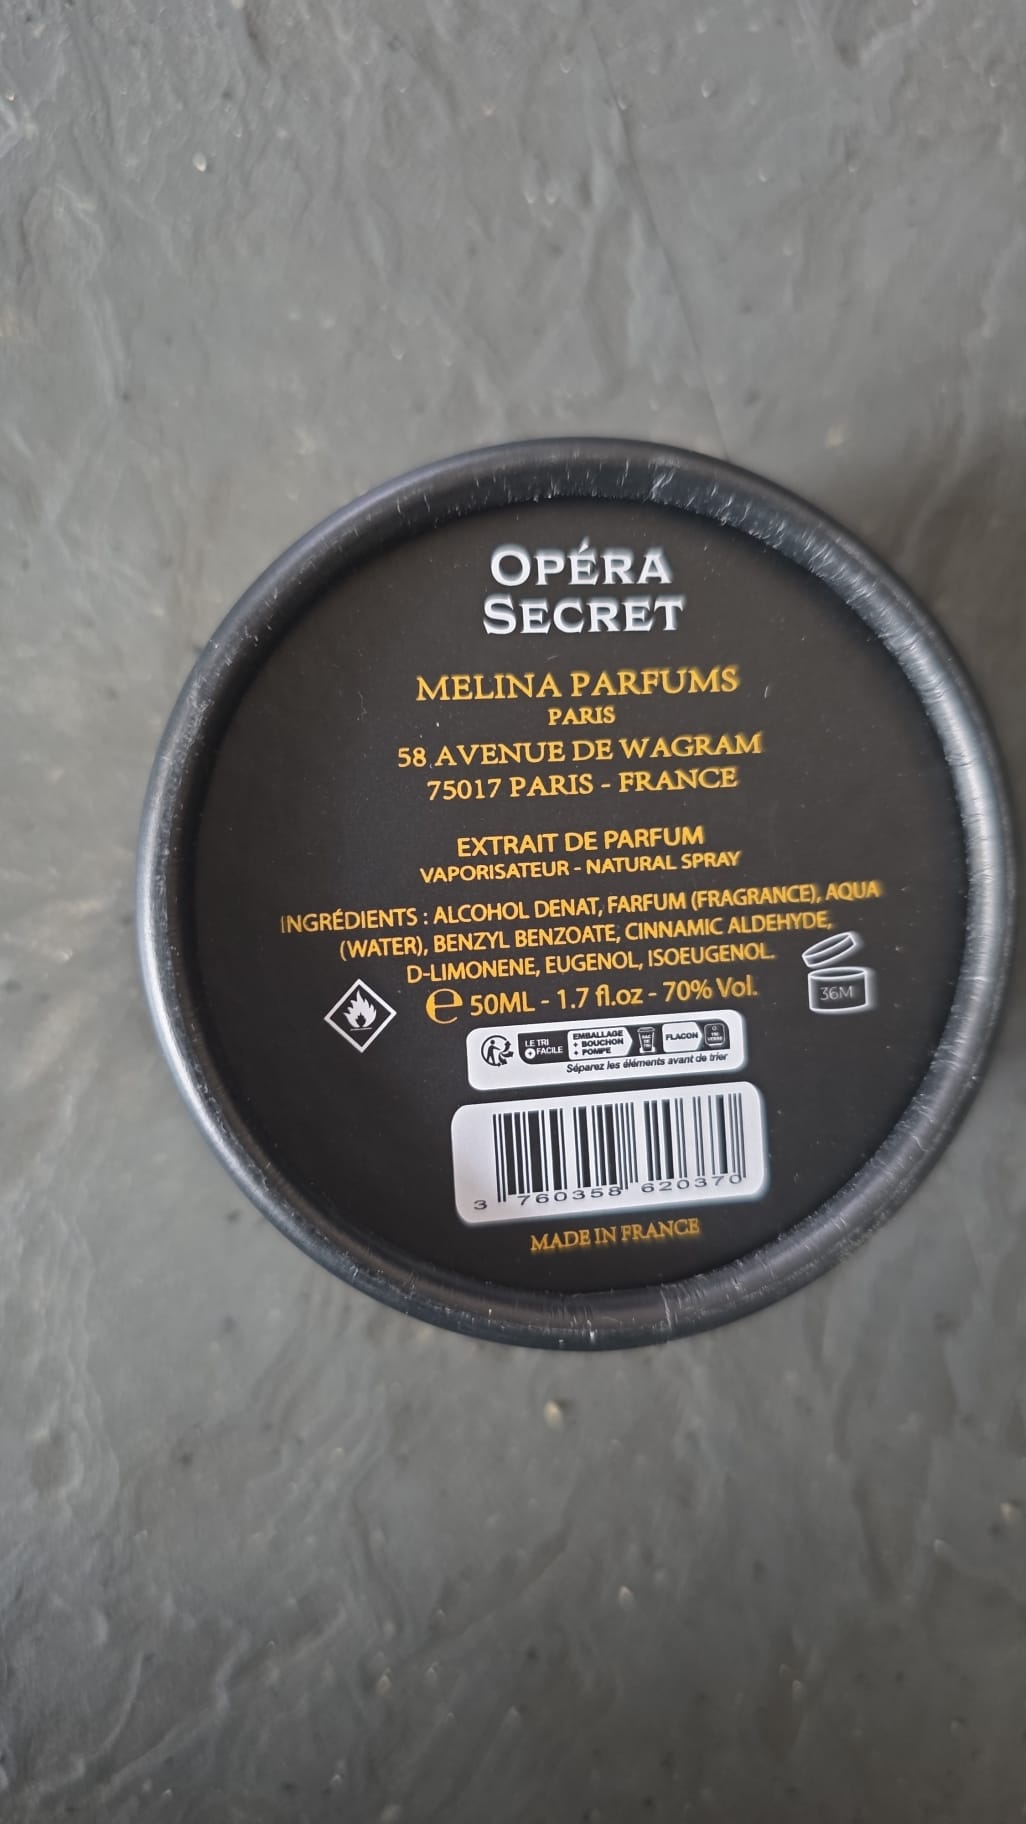 OPÉRA
SECRET
MELINA PARFUMS
PARIS
58 AVENUE DE WAGRAM
75017 PARIS - FRANCE
EXTRAIT DE PARFUM
VAPORISATEUR - NATURAL SPRAY
INGRÉDIENTS : ALCOHOL DENAT, FARFUM (FRAGRANCE), AQUA
(WATER), BENZYL BENZOATE, CINNAMIC ALDEHYDE,
D-LIMONENE, EUGENOL, ISOEUGENOL.
36M
e 50ML - 1.7 fl.oz - 70% Vol.
LE TRI
+ FACILE
EMBALLAGE
+ BOUCHON
+ POMPE
BAC
DE
TRI
FLACON
Séparez les éléments avant de trier
3 760358 620370
MADE IN FRANCE